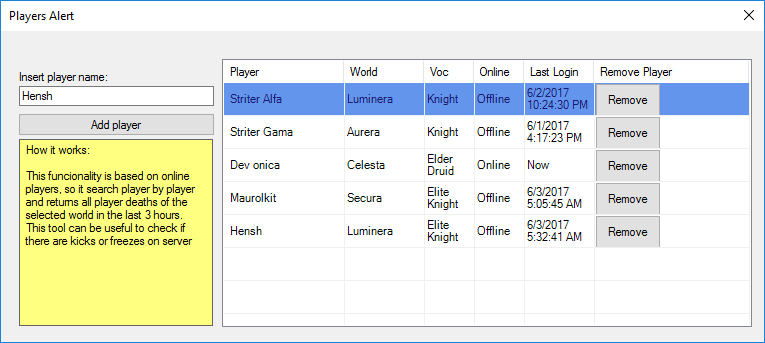 Players Alert
Insert player name:
Hensh
Add player
How it works:
This funcionality is based on online
players, so it search player by player
and returns all player deaths of the
selected world in the last 3 hours.
This tool can be useful to check if
there are kicks or freezes on server
Player World Voc Online Last Login Remove Player
Striter Alfa Luminera Knight Offline 6/2/2017 10:24:30 PM Remove
Striter Gama Aurera Knight Offline 6/1/2017 4:17:23 PM Remove
Dev onica Celesta Elder Druid Online Now Remove
Maurolkit Secura Elite Knight Offline 6/3/2017 5:05:45 AM Remove
Hensh Luminera Elite Knight Offline 6/3/2017 5:32:41 AM Remove